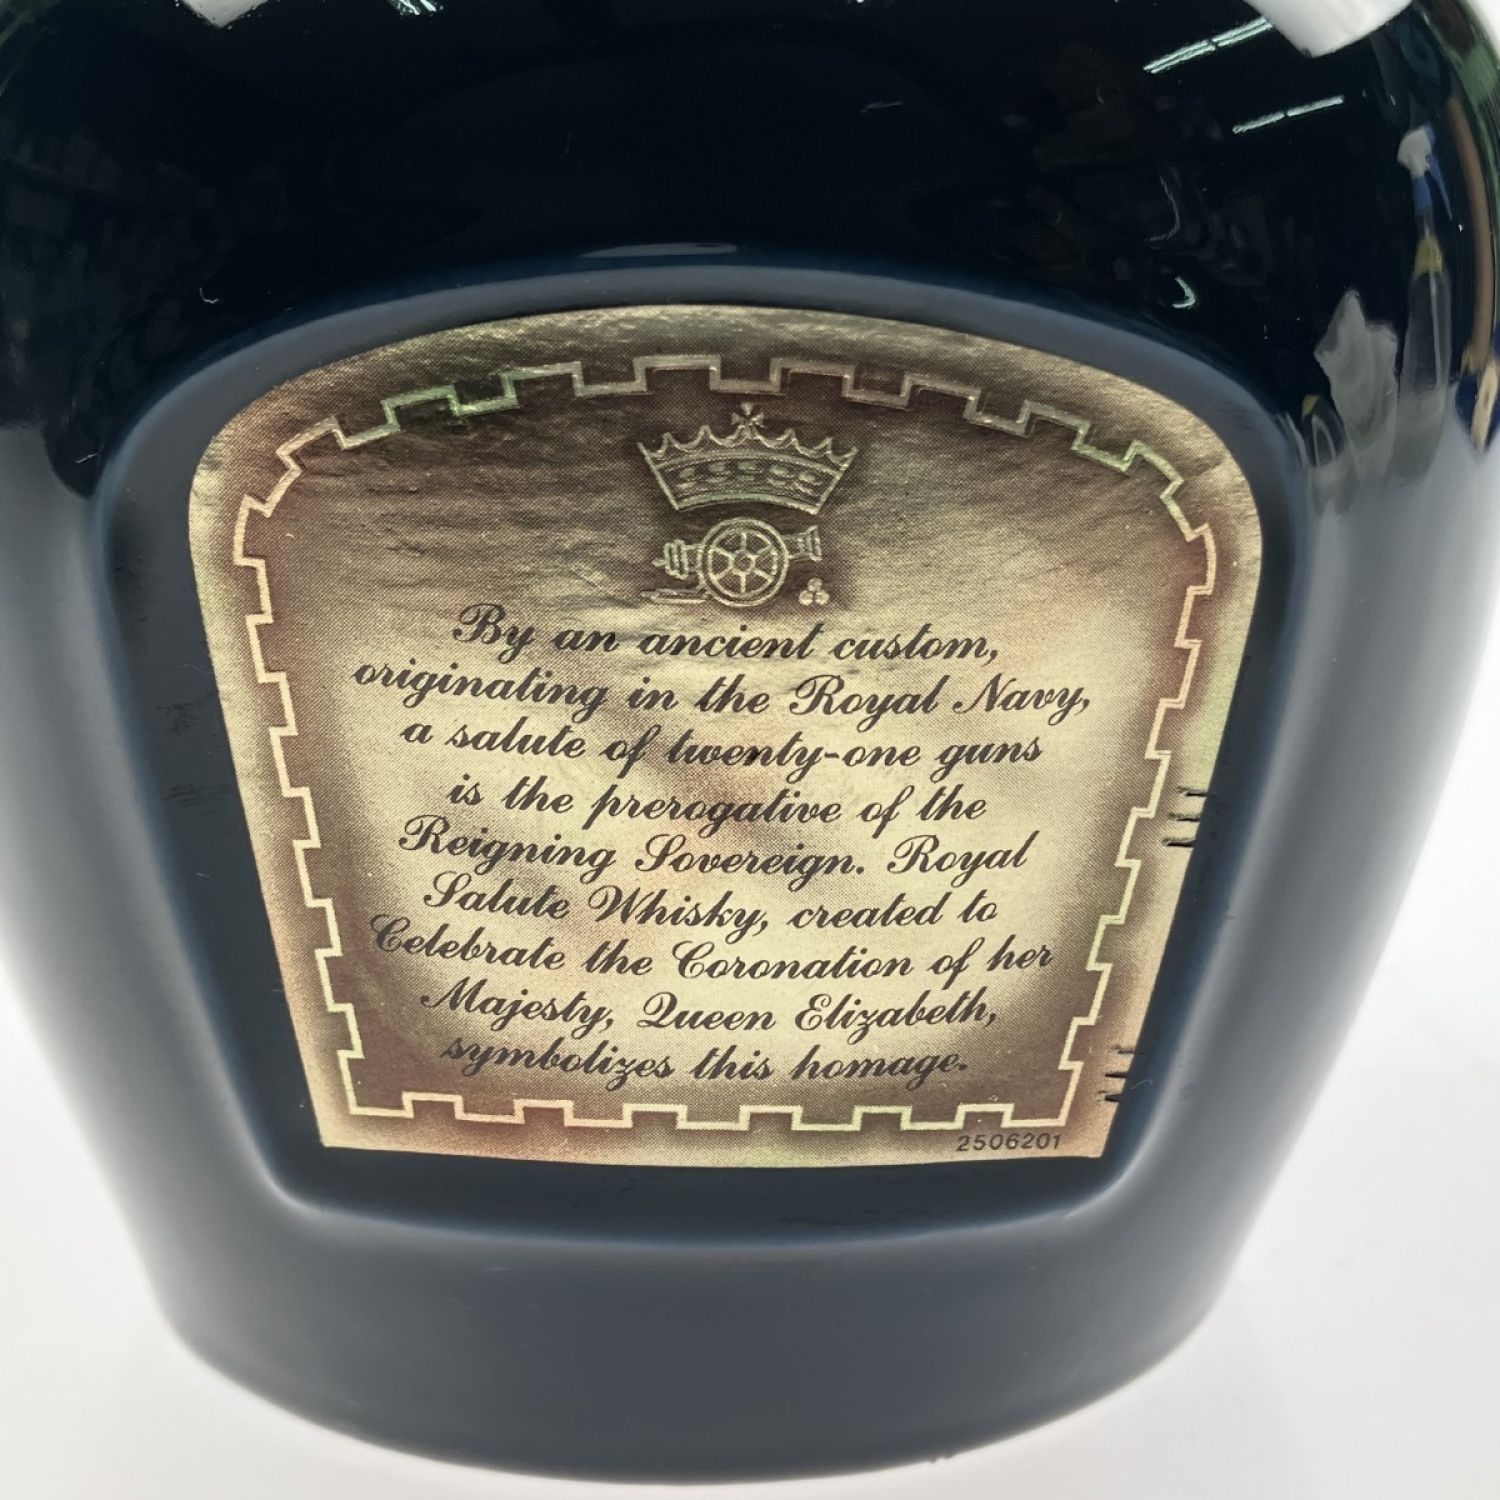 By an ancient custom,
originating in the Royal Navy,
a salute of twenty-one guns
is the prerogative of the
Reigning Sovereign. Royal
Salute Whisky, created to
Celebrate the Coronation of her
Majesty, Queen Elizabeth,
symbolizes this homage.
2506201